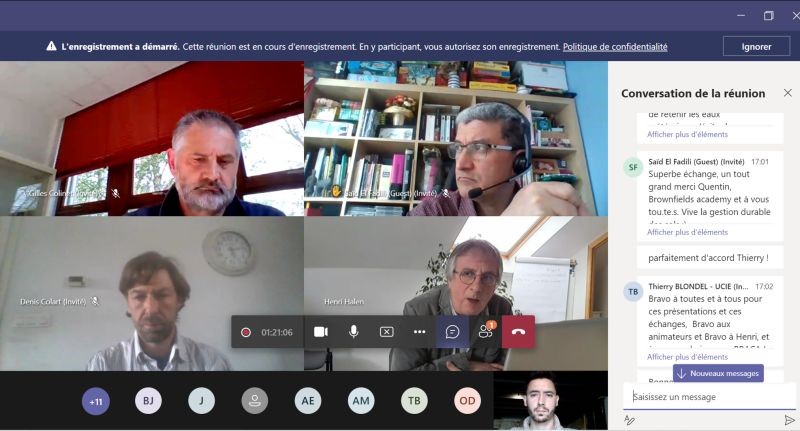 L'enregistrement a démarré. Cette réunion est en cours d'enregistrement. En y participant, vous autorisez son enregistrement. Politique de confidentialité
Ignorer
Gilles Colinet (Invité)
Saïd El Fadili (Guest) (Invité)
Denis Colart (Invité)
Henri Halen
01:21:06
1
+11
BJ
J
AE
AM
TB
OD
Conversation de la réunion
de retenir les eaux
Afficher plus d'éléments
SF
Saïd El Fadili (Guest) (Invité) 17:01
Superbe échange, un tout
grand merci Quentin,
Brownfields academy et à vous
tou.te.s. Vive la gestion durable
Afficher plus d'éléments
parfaitement d'accord Thierry !
TB
Thierry BLONDEL - UCIE (In... 17:02
Bravo à toutes et à tous pour
ces présentations et ces
échanges, Bravo aux
animateurs et Bravo à Henri, et
Afficher plus d'éléments
Nouveaux messages
Saisissez un message